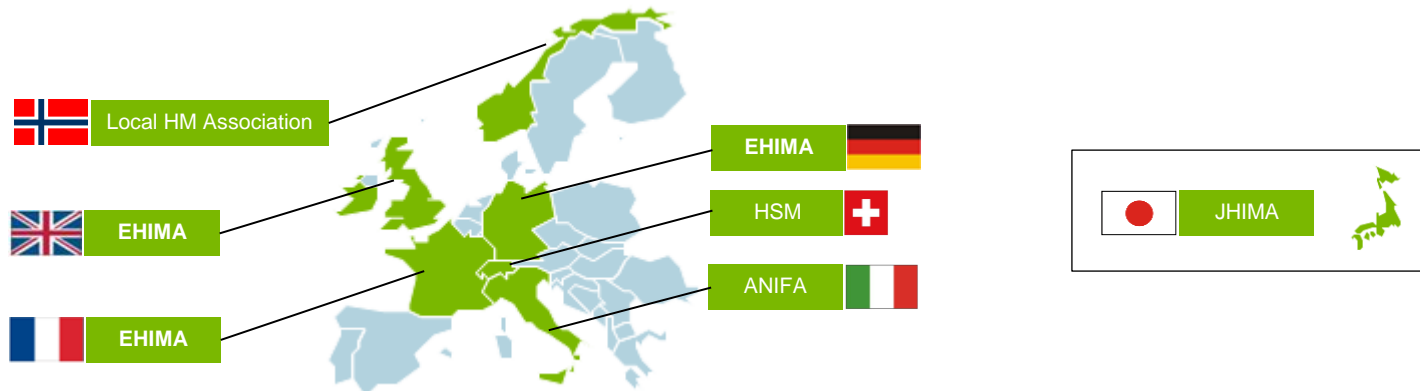 Local HM Association
EHIMA
EHIMA
EHIMA
HSM
ANIFA
JHIMA